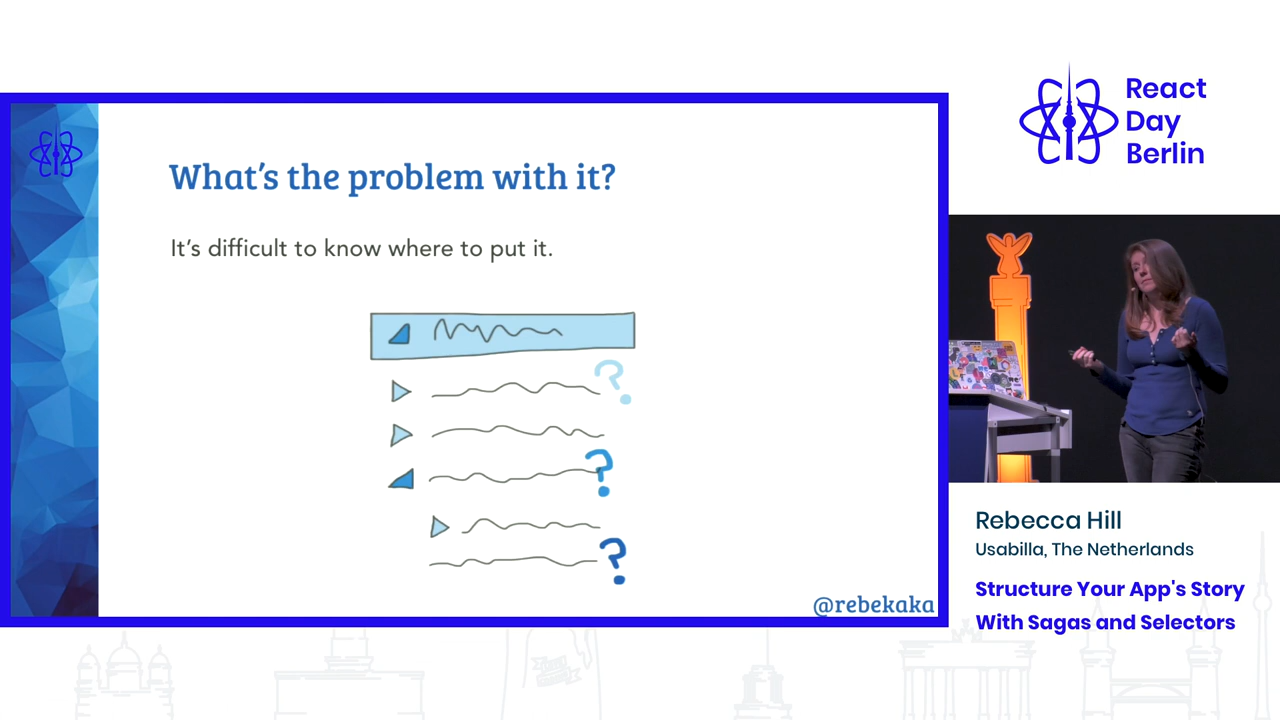 What's the problem with it?
It's difficult to know where to put it.
@rebekaka
React
Day
Berlin
Rebecca Hill
Usabilla, The Netherlands
Structure Your App's Story
With Sagas and Selectors